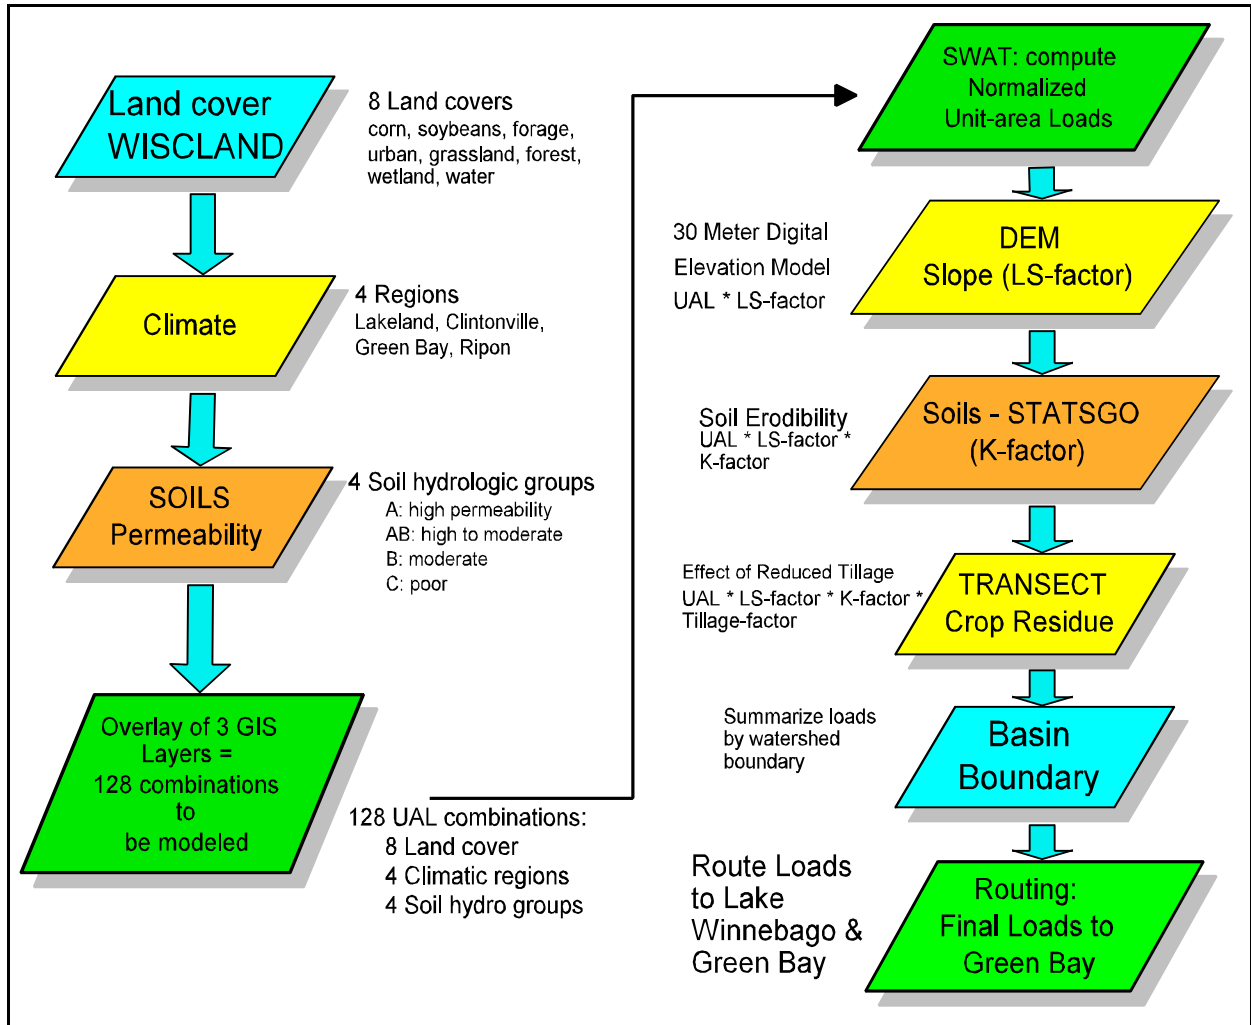 Land cover
WISCLAND
8 Land covers
corn, soybeans, forage,
urban, grassland, forest,
wetland, water
Climate
4 Regions
Lakeland, Clintonville,
Green Bay, Ripon
SOILS
Permeability
4 Soil hydrologic groups
A: high permeability
AB: high to moderate
B: moderate
C: poor
Overlay of 3 GIS
Layers =
128 combinations
to
be modeled
128 UAL combinations:
8 Land cover
4 Climatic regions
4 Soil hydro groups
SWAT: compute
Normalized
Unit-area Loads
30 Meter Digital
Elevation Model
UAL * LS-factor
DEM
Slope (LS-factor)
Soil Erodibility
UAL * LS-factor *
K-factor
Soils - STATSGO
(K-factor)
Effect of Reduced Tillage
UAL * LS-factor * K-factor *
Tillage-factor
TRANSECT
Crop Residue
Summarize loads
by watershed
boundary
Basin
Boundary
Route Loads
to Lake
Winnebago &
Green Bay
Routing:
Final Loads to
Green Bay